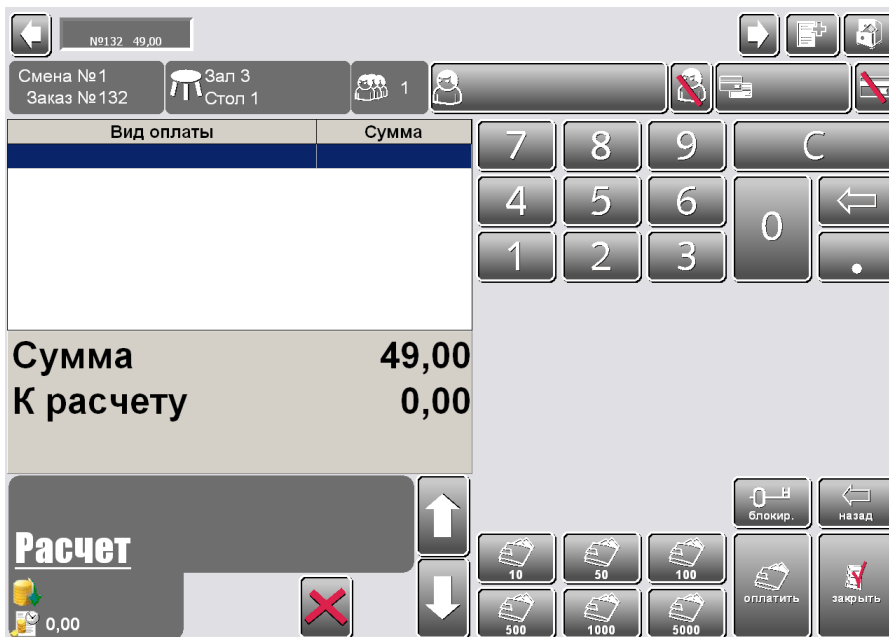 №132 49,00
Смена №1
Заказ №132
Зал 3
Стол 1
1
Вид оплаты Сумма
7 8 9 C
4 5 6 0
1 2 3 .
Сумма 49,00
К расчету 0,00
блокир. назад
Расчет
10 50 100 оплатить закрыть
0,00
500 1000 5000